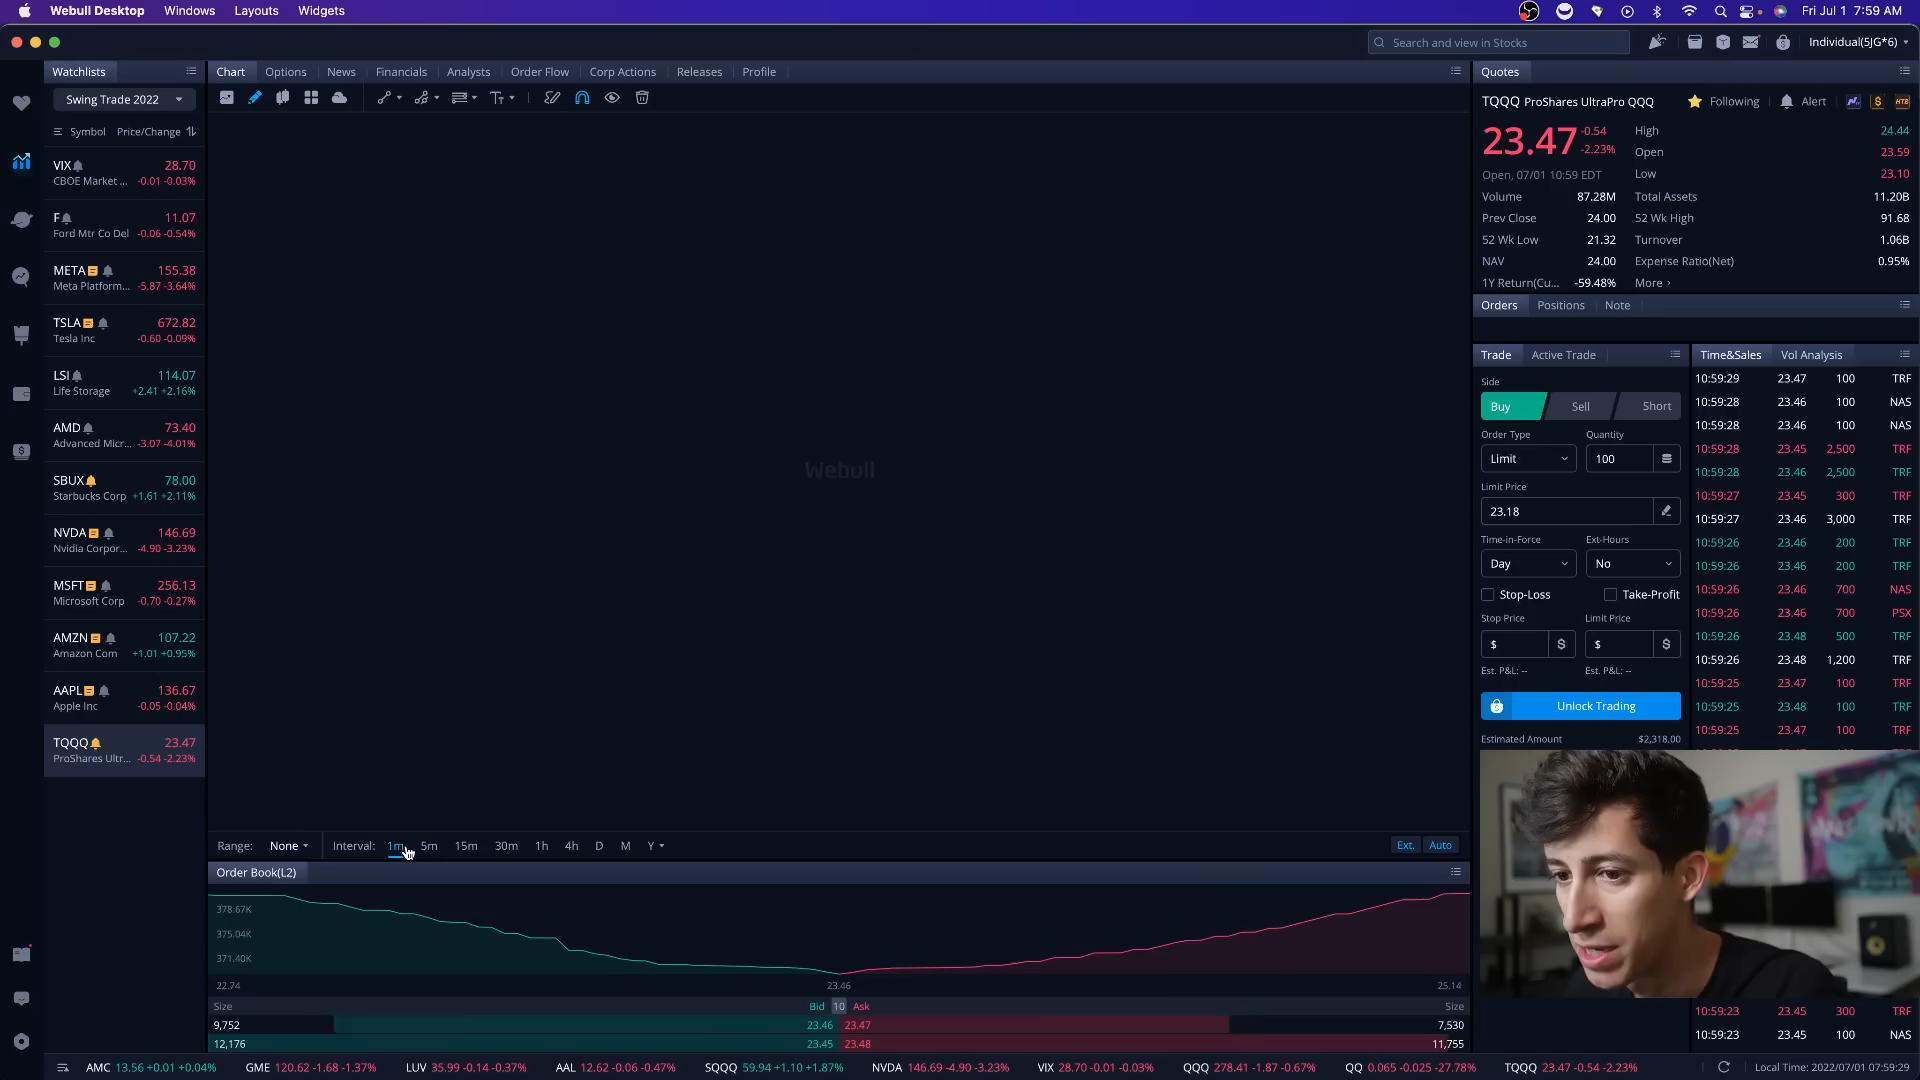 Webull Desktop Windows Layouts Widgets Fri Jul 1 7:59 AM
Search and view in Stocks Individual(5JG*6)
Watchlists
Swing Trade 2022
Symbol Price/Change
VIX 28.70
CBOE Market ... -0.01 -0.03%
F 11.07
Ford Mtr Co Del -0.06 -0.54%
META 155.38
Meta Platform... -5.87 -3.64%
TSLA 672.82
Tesla Inc -0.60 -0.09%
LSI 114.07
Life Storage +2.41 +2.16%
AMD 73.40
Advanced Micr... -3.07 -4.01%
SBUX 78.00
Starbucks Corp +1.61 +2.11%
NVDA 146.69
Nvidia Corpor... -4.90 -3.23%
MSFT 256.13
Microsoft Corp -0.70 -0.27%
AMZN 107.22
Amazon Com +1.01 +0.95%
AAPL 136.67
Apple Inc -0.05 -0.04%
TQQQ 23.47
ProShares Ultr... -0.54 -2.23%
Chart Options News Financials Analysts Order Flow Corp Actions Releases Profile
Webull
Range: None Interval: 1m 5m 15m 30m 1h 4h D M Y Ext. Auto
Order Book(L2)
378.67K
375.04K
371.40K
22.74 23.46 25.14
Size Bid 10 Ask Size
9,752 23.46 23.47 7,530
12,176 23.45 23.48 11,755
Quotes
TQQQ ProShares UltraPro QQQ Following Alert HTB
23.47 -0.54
-2.23%
Open, 07/01 10:59 EDT
High 24.44
Open 23.59
Low 23.10
Volume 87.28M Total Assets 11.20B
Prev Close 24.00 52 Wk High 91.68
52 Wk Low 21.32 Turnover 1.06B
NAV 24.00 Expense Ratio(Net) 0.95%
1Y Return(Cu... -59.48% More
Orders Positions Note
Trade Active Trade
Side
Buy Sell Short
Order Type Quantity
Limit 100
Limit Price
23.18
Time-in-Force Ext-Hours
Day No
Stop-Loss Take-Profit
Stop Price Limit Price
$ $ $ $
Est. P&L: -- Est. P&L: --
Unlock Trading
Estimated Amount $2,318.00
Time&Sales Vol Analysis
10:59:29 23.47 100 TRF
10:59:28 23.46 100 NAS
10:59:28 23.46 100 NAS
10:59:28 23.45 2,500 TRF
10:59:28 23.46 2,500 TRF
10:59:27 23.45 300 TRF
10:59:27 23.46 3,000 TRF
10:59:26 23.46 200 TRF
10:59:26 23.46 200 TRF
10:59:26 23.46 700 NAS
10:59:26 23.46 700 PSX
10:59:26 23.48 500 TRF
10:59:26 23.48 1,200 TRF
10:59:25 23.47 100 TRF
10:59:25 23.48 100 TRF
10:59:25 23.47 100 TRF
10:59:23 23.45 300 TRF
10:59:23 23.45 100 NAS
AMC 13.56 +0.01 +0.04% GME 120.62 -1.68 -1.37% LUV 35.99 -0.14 -0.37% AAL 12.62 -0.06 -0.47% SQQQ 59.94 +1.10 +1.87% NVDA 146.69 -4.90 -3.23% VIX 28.70 -0.01 -0.03% QQQ 278.41 -1.87 -0.67% QQ 0.065 -0.025 -27.78% TQQQ 23.47 -0.54 -2.23% Local Time: 2022/07/01 07:59:29